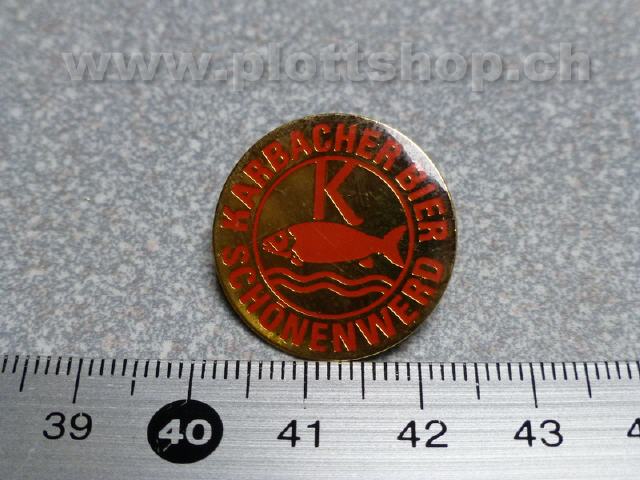 www.plottshop.ch
KARBACHER BIER
K
SCHÖNENWERD
39 40 41 42 43